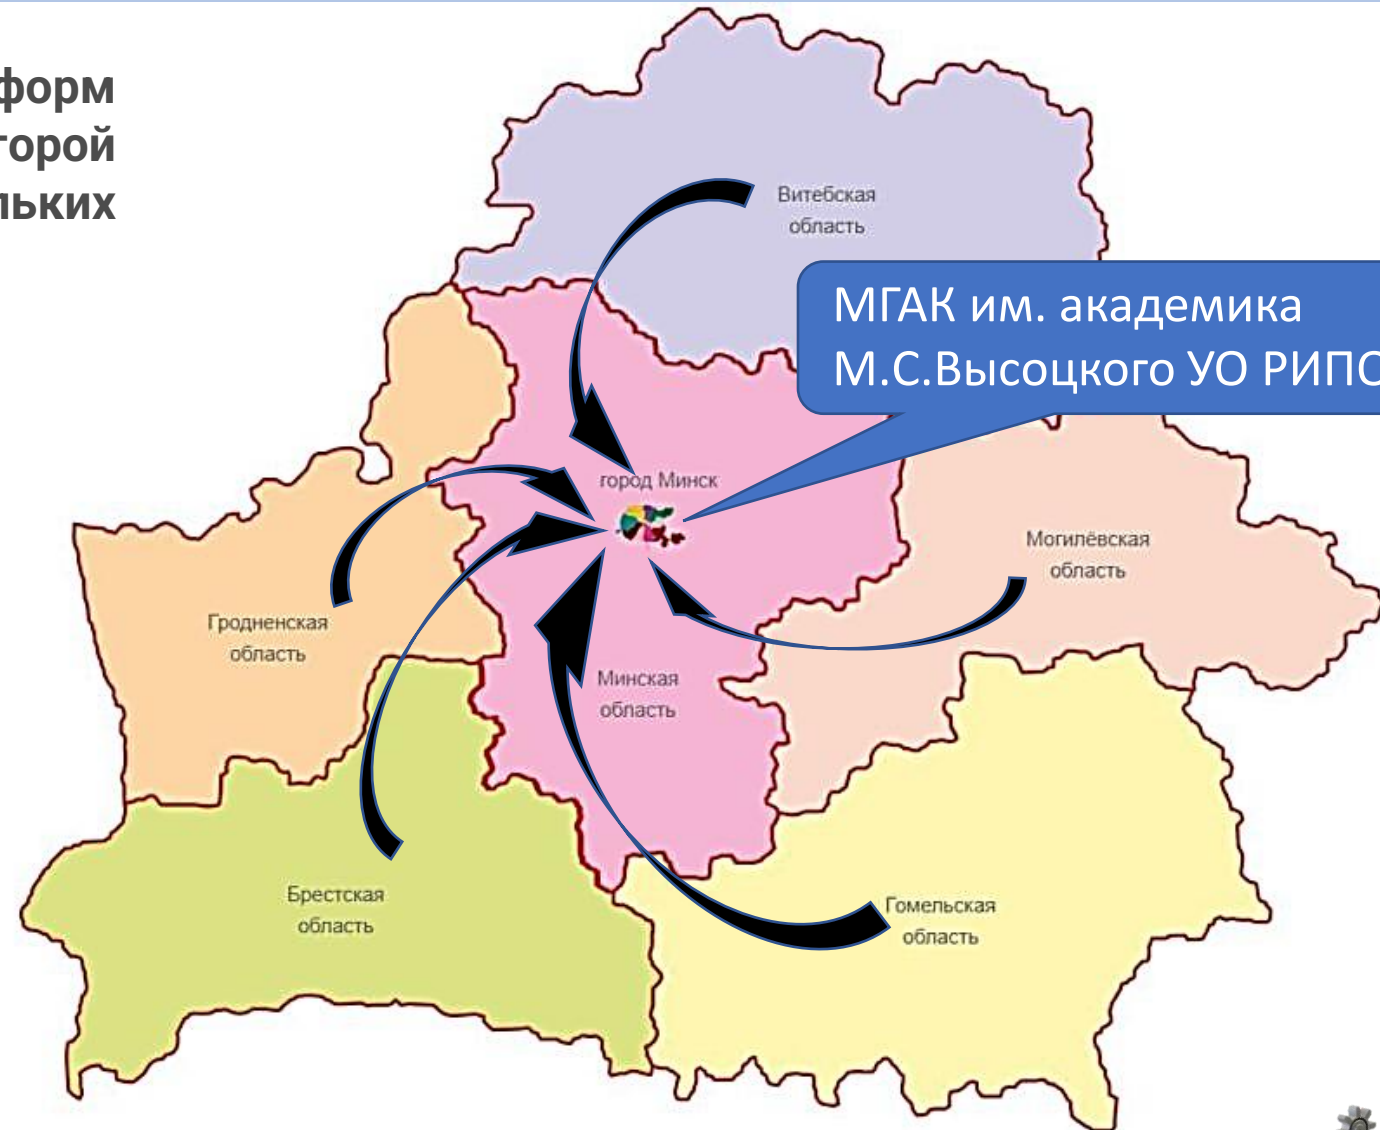 форм
торой
льких
Витебская
область
МГАК им. академика
М.С.Высоцкого УО РИПО
город Минск
Могилёвская
область
Гродненская
область
Минская
область
Брестская
область
Гомельская
область